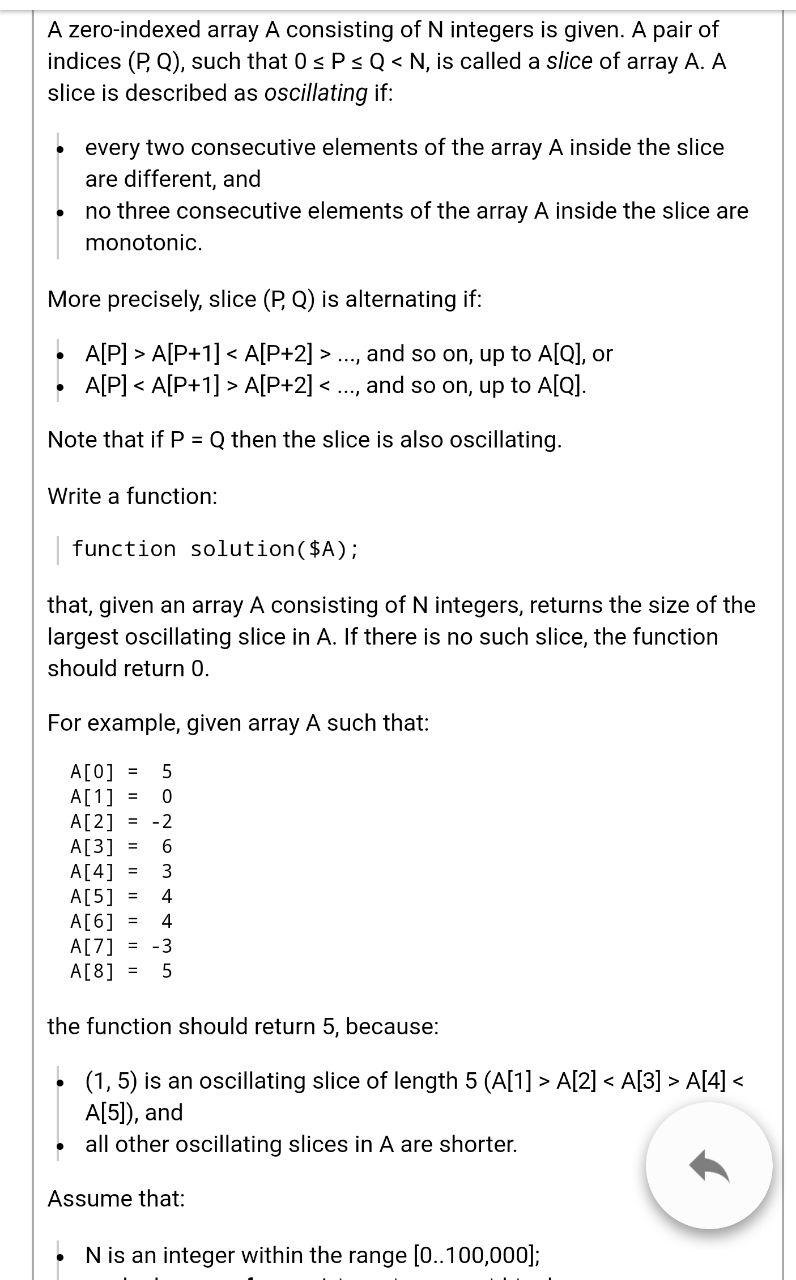 A zero-indexed array A consisting of N integers is given. A pair of
indices (P, Q), such that 0 ≤ P ≤ Q < N, is called a slice of array A. A
slice is described as oscillating if:
• every two consecutive elements of the array A inside the slice
are different, and
• no three consecutive elements of the array A inside the slice are
monotonic.
More precisely, slice (P, Q) is alternating if:
• A[P] > A[P+1] < A[P+2] > ..., and so on, up to A[Q], or
• A[P] < A[P+1] > A[P+2] < ..., and so on, up to A[Q].
Note that if P = Q then the slice is also oscillating.
Write a function:
function solution($A);
that, given an array A consisting of N integers, returns the size of the
largest oscillating slice in A. If there is no such slice, the function
should return 0.
For example, given array A such that:
A[0] = 5
A[1] = 0
A[2] = -2
A[3] = 6
A[4] = 3
A[5] = 4
A[6] = 4
A[7] = -3
A[8] = 5
the function should return 5, because:
• (1, 5) is an oscillating slice of length 5 (A[1] > A[2] < A[3] > A[4] <
A[5]), and
• all other oscillating slices in A are shorter.
Assume that:
• N is an integer within the range [0..100,000];